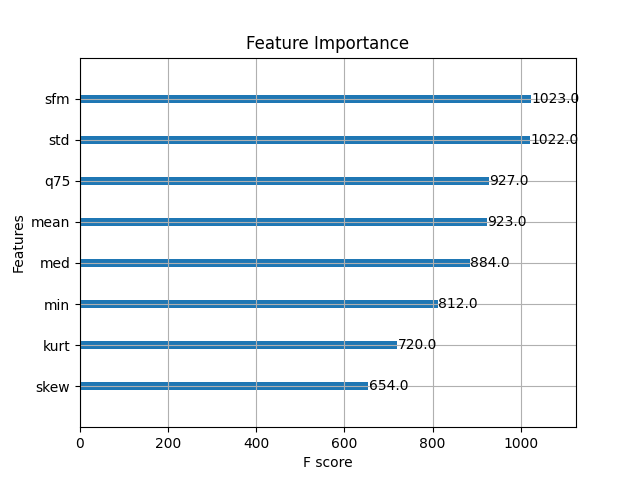 Feature Importance
Features
sfm 1023.0
std 1022.0
q75 927.0
mean 923.0
med 884.0
min 812.0
kurt 720.0
skew 654.0
0 200 400 600 800 1000
F score